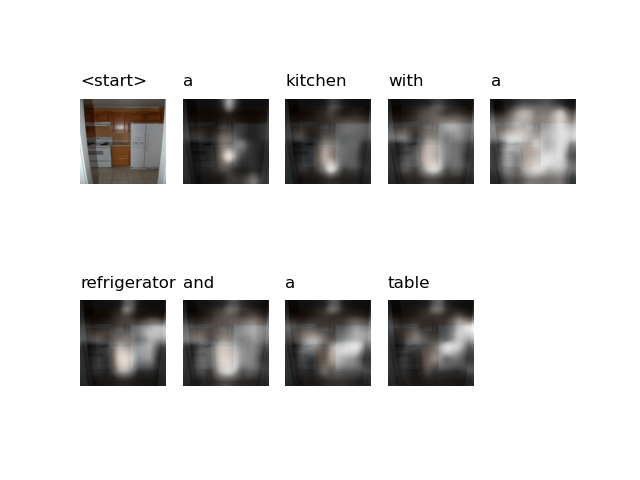 <start> a kitchen with a
refrigerator and a table